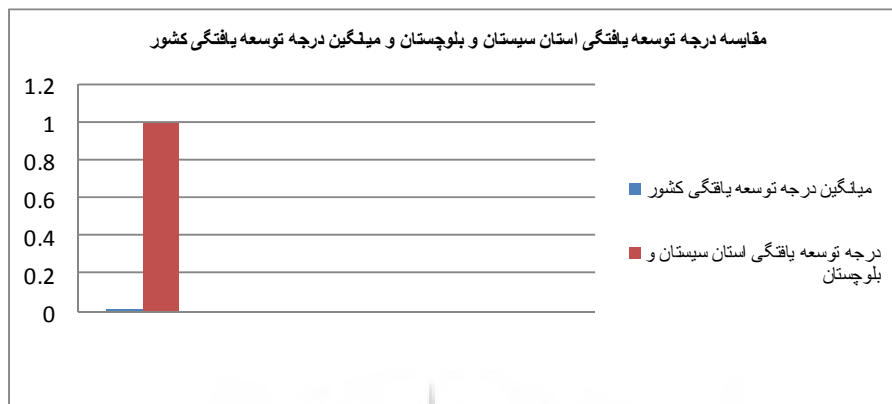 مقایسه درجه توسعه یافتگی استان سیستان و بلوچستان و میانگین درجه توسعه یافتگی کشور
1.2
1
0.8
0.6
0.4
0.2
0
میانگین درجه توسعه یافتگی کشور
درجه توسعه یافتگی استان سیستان و
بلوچستان